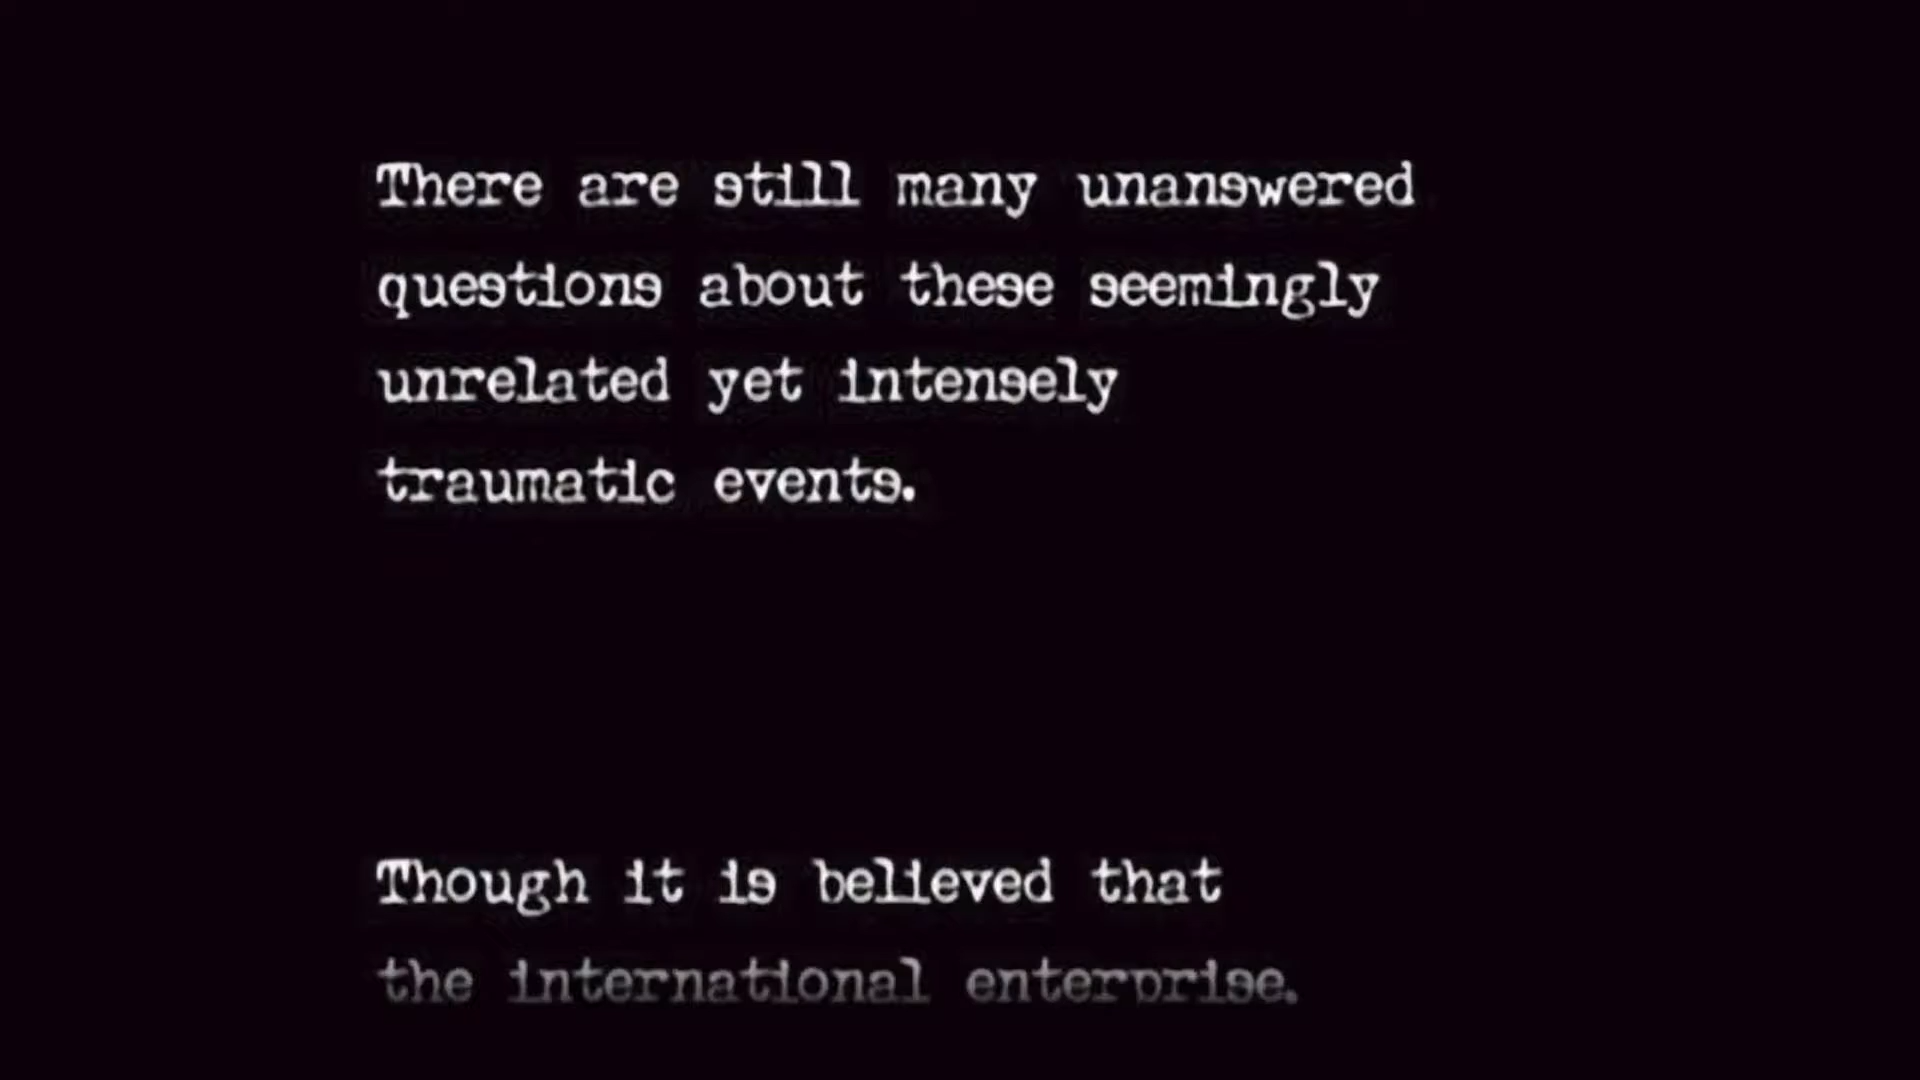 There are still many unanswered
questions about these seemingly
unrelated yet intensely
traumatic events.
Though it is believed that
the international enterprise.